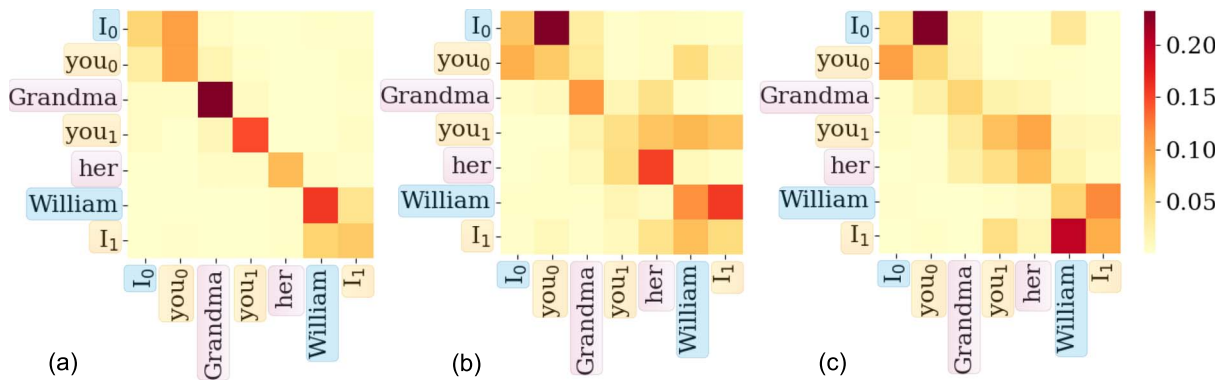 I₀
you₀
Grandma
you₁
her
William
I₁
I₀
you₀
Grandma
you₁
her
William
I₁
(a)
I₀
you₀
Grandma
you₁
her
William
I₁
I₀
you₀
Grandma
you₁
her
William
I₁
(b)
I₀
you₀
Grandma
you₁
her
William
I₁
I₀
you₀
Grandma
you₁
her
William
I₁
(c)
0.20
0.15
0.10
0.05